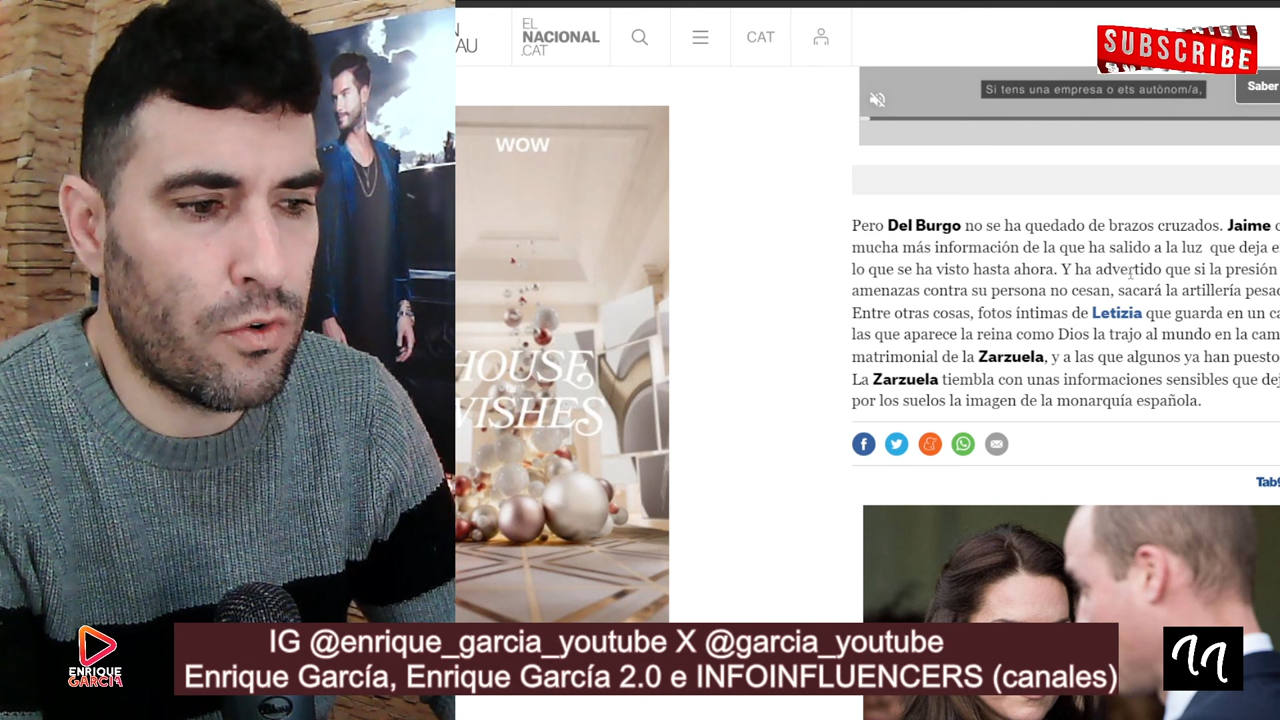 EL
NACIONAL
.CAT
CAT
SUBSCRIBE
Si tens una empresa o ets autònom/a,
Saber
WOW
HOUSE
WISHES
Pero Del Burgo no se ha quedado de brazos cruzados. Jaime
mucha más información de la que ha salido a la luz que deja
lo que se ha visto hasta ahora. Y ha advertido que si la presión
amenazas contra su persona no cesan, sacará la artillería
Entre otras cosas, fotos íntimas de Letizia que guarda en un
las que aparece la reina como Dios la trajo al mundo en la
matrimonial de la Zarzuela, y a las que algunos ya han puesto
La Zarzuela tiembla con unas informaciones sensibles que
por los suelos la imagen de la monarquía española.
IG @enrique_garcia_youtube X @garcia_youtube
Enrique García, Enrique García 2.0 e INFOINFLUENCERS (canales)
ENRIQUE
GARCÍA